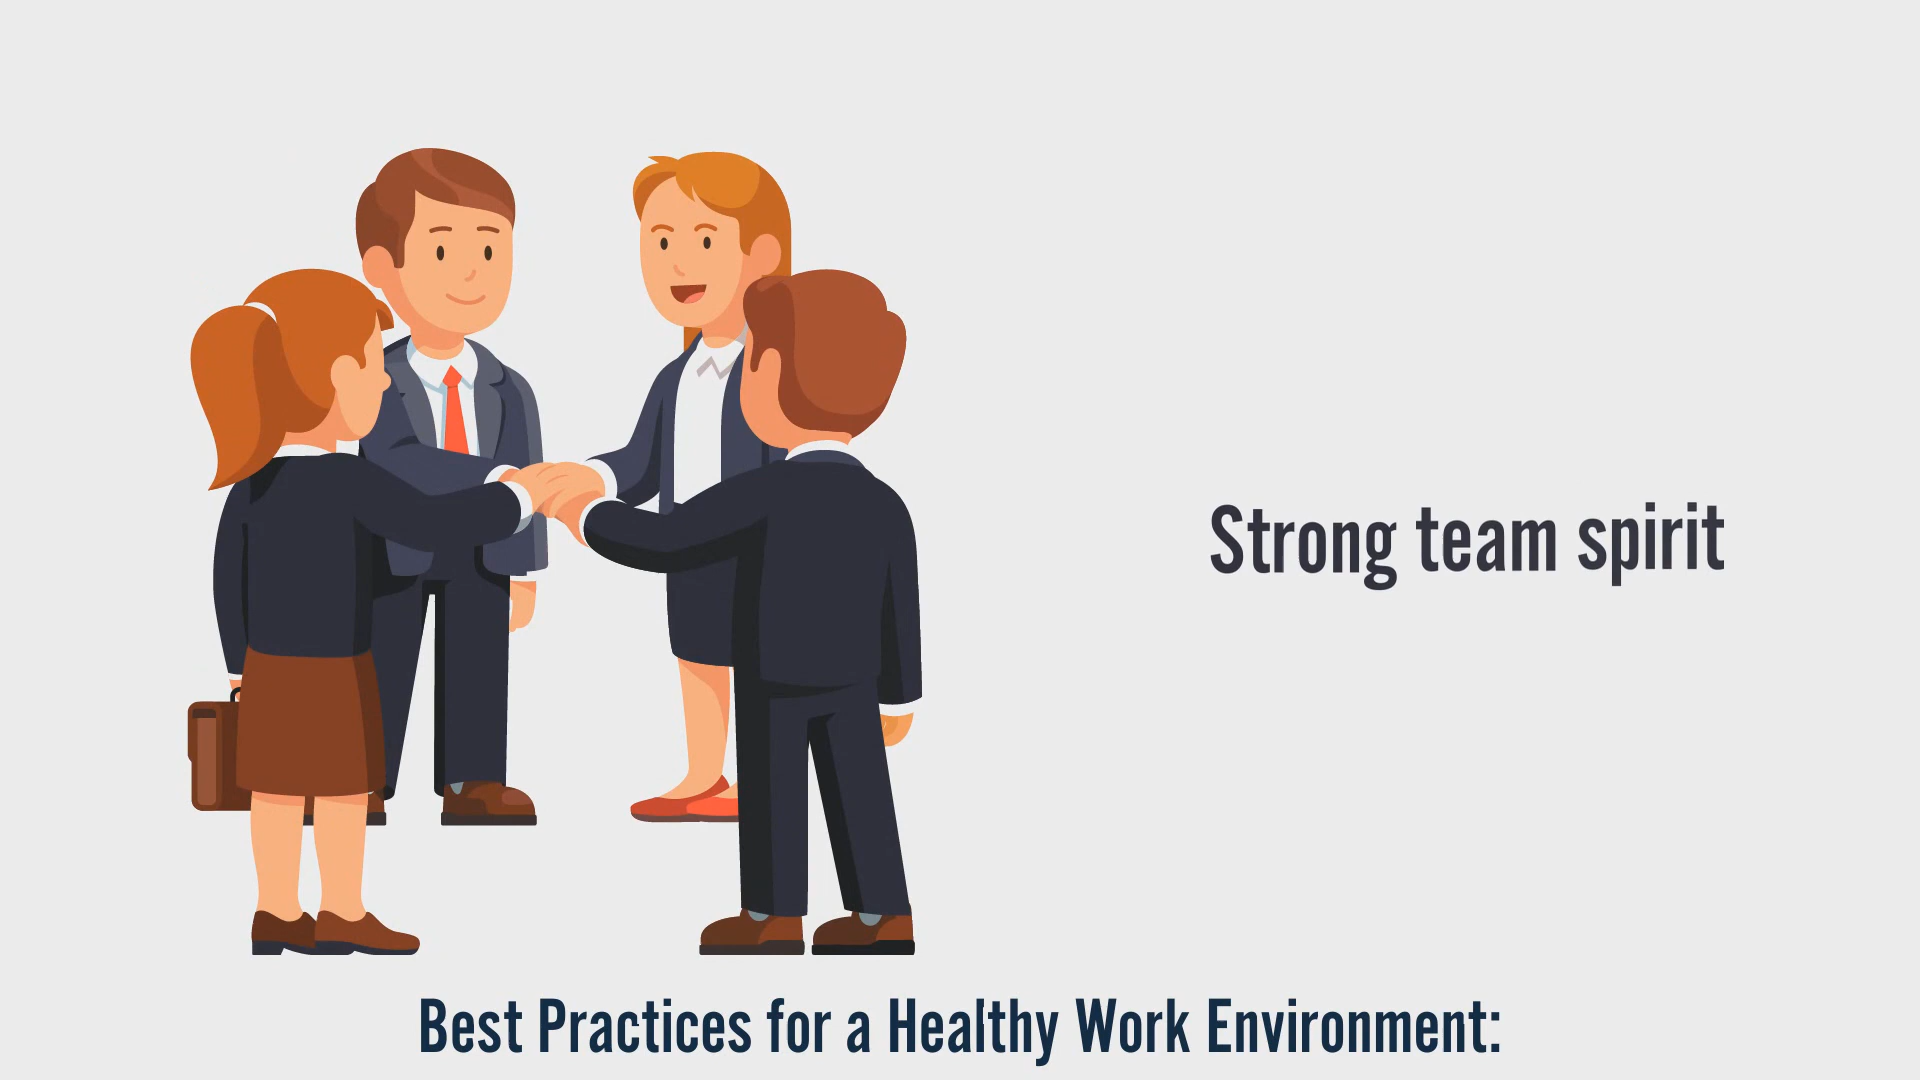 Strong team spirit
Best Practices for a Healthy Work Environment: